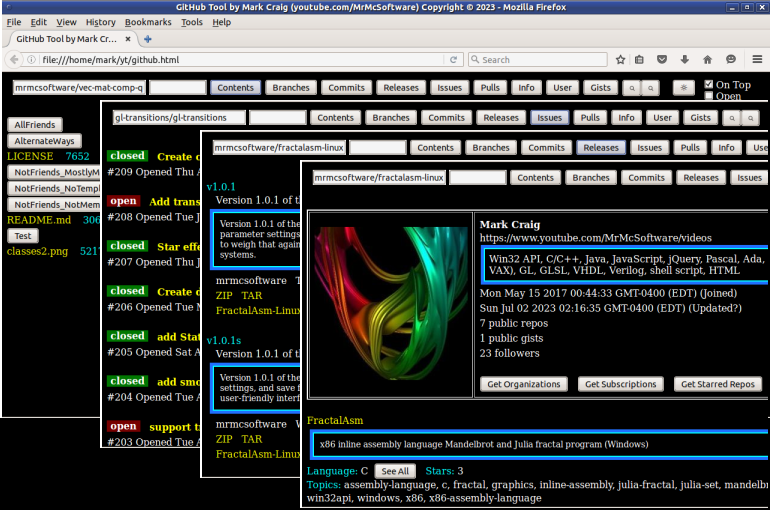 GitHub Tool by Mark Craig (youtube.com/MrMcSoftware) Copyright © 2023 - Mozilla Firefox
File Edit View History Bookmarks Tools Help
GitHub Tool by Mark Cr...
file:///home/mark/yt/github.html
Search
mrmcsoftware/vec-mat-comp-q Contents Branches Commits Releases Issues Pulls Info User Gists On Top
Open
AllFriends
AlternateWays
LICENSE 7652
NotFriends_MostlyM
NotFriends_NoTempl
NotFriends_NotMem
README.md 306
Test
classes2.png 521
gl-transitions/gl-transitions Contents Branches Commits Releases Issues Pulls Info User Gists
closed Create c
#209 Opened Thu A
open Add trans
#208 Opened Tue J
closed Star effe
#207 Opened Thu J
closed Create d
#206 Opened Tue M
closed add Stat
#205 Opened Sat A
closed add smo
#204 Opened Tue A
open support t
#203 Opened Tue A
mrmcsoftware/fractalasm-linux Contents Branches Commits Releases Issues Pulls Info Use
v1.0.1
Version 1.0.1 of t
Version 1.0.1 of the
parameter settings
to weigh that again
systems.
mrmcsoftware T
ZIP TAR
FractalAsm-Linux
v1.0.1s
Version 1.0.1 of th
Version 1.0.1 of the
settings, and save f
user-friendly interf
mrmcsoftware
ZIP TAR
FractalAsm-Linux
mrmcsoftware/fractalasm-linux Contents Branches Commits Releases Issues
Mark Craig
https://www.youtube.com/MrMcSoftware/videos
Win32 API, C/C++, Java, JavaScript, jQuery, Pascal, Ada,
VAX), GL, GLSL, VHDL, Verilog, shell script, HTML
Mon May 15 2017 00:44:33 GMT-0400 (EDT) (Joined)
Sun Jul 02 2023 02:16:35 GMT-0400 (EDT) (Updated?)
7 public repos
1 public gists
23 followers
Get Organizations Get Subscriptions Get Starred Repos
FractalAsm
x86 inline assembly language Mandelbrot and Julia fractal program (Windows)
Language: C See All Stars: 3
Topics: assembly-language, c, fractal, graphics, inline-assembly, julia-fractal, julia-set, mandelb
win32api, windows, x86, x86-assembly-language